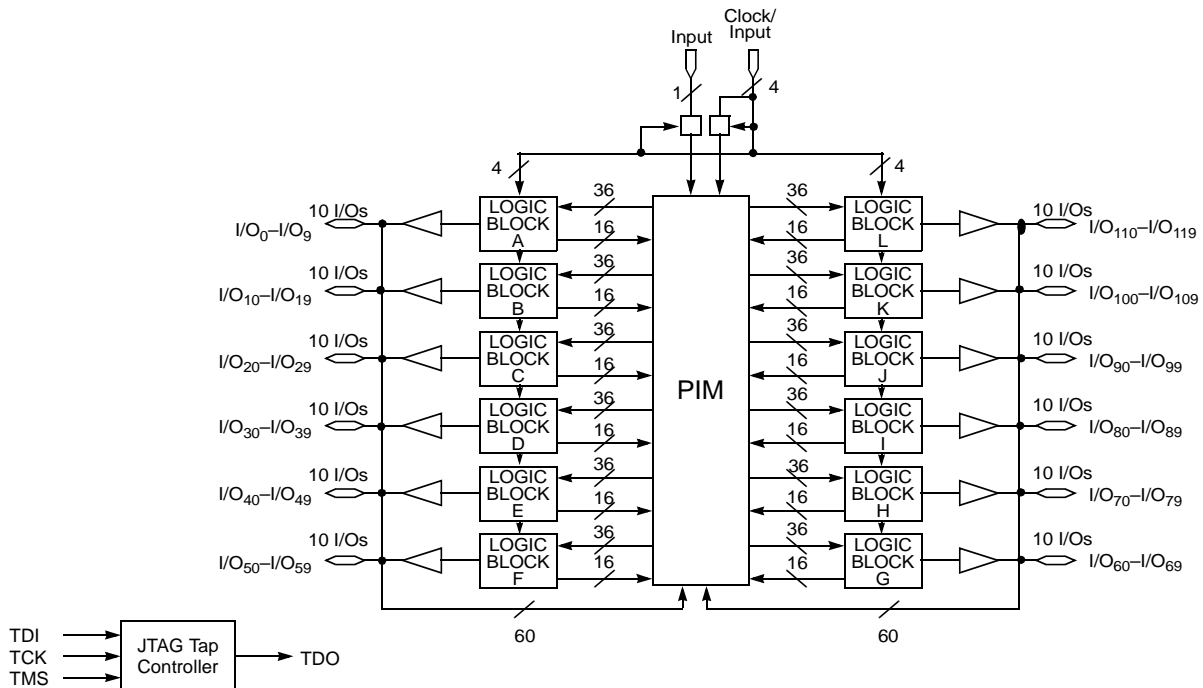 Clock/
Input
Input
1
4
4
4
36
36
10 I/Os
LOGIC
BLOCK
A
LOGIC
BLOCK
L
10 I/Os
I/O0–I/O9
I/O110–I/O119
16
16
36
36
10 I/Os
LOGIC
BLOCK
B
LOGIC
BLOCK
K
10 I/Os
I/O10–I/O19
I/O100–I/O109
16
16
36
36
10 I/Os
LOGIC
BLOCK
C
LOGIC
BLOCK
J
10 I/Os
I/O20–I/O29
I/O90–I/O99
16
16
PIM
36
36
10 I/Os
LOGIC
BLOCK
D
LOGIC
BLOCK
I
10 I/Os
I/O30–I/O39
I/O80–I/O89
16
16
36
36
10 I/Os
LOGIC
BLOCK
E
LOGIC
BLOCK
H
10 I/Os
I/O40–I/O49
I/O70–I/O79
16
16
36
36
10 I/Os
LOGIC
BLOCK
F
LOGIC
BLOCK
G
10 I/Os
I/O50–I/O59
I/O60–I/O69
16
16
60
60
TDI
TCK
TMS
JTAG Tap
Controller
TDO